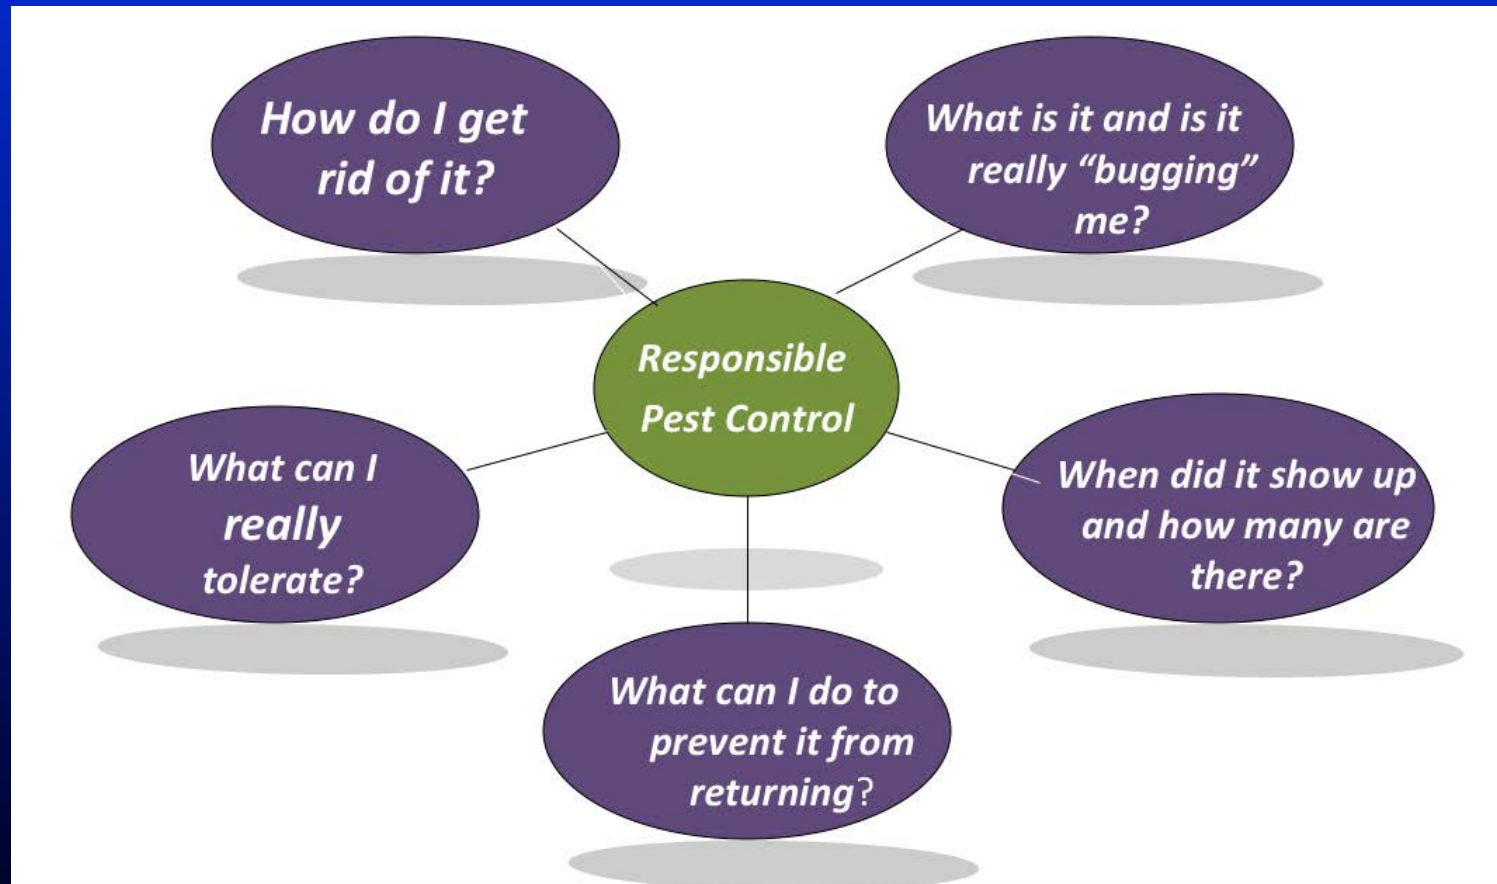 How do I get
rid of it?
What is it and is it
really “bugging”
me?
Responsible
Pest Control
What can I
really
tolerate?
When did it show up
and how many are
there?
What can I do to
prevent it from
returning?